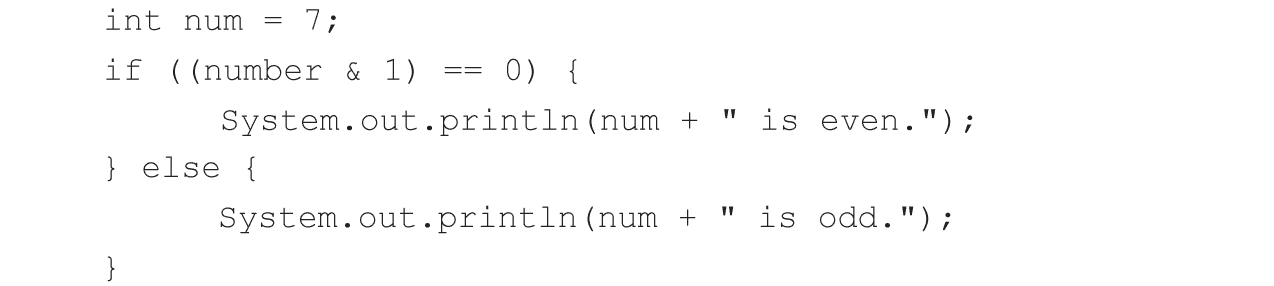 int num = 7;
if ((number & 1) == 0) {
System.out.println(num + " is even.");
} else {
System.out.println(num + " is odd.");
}